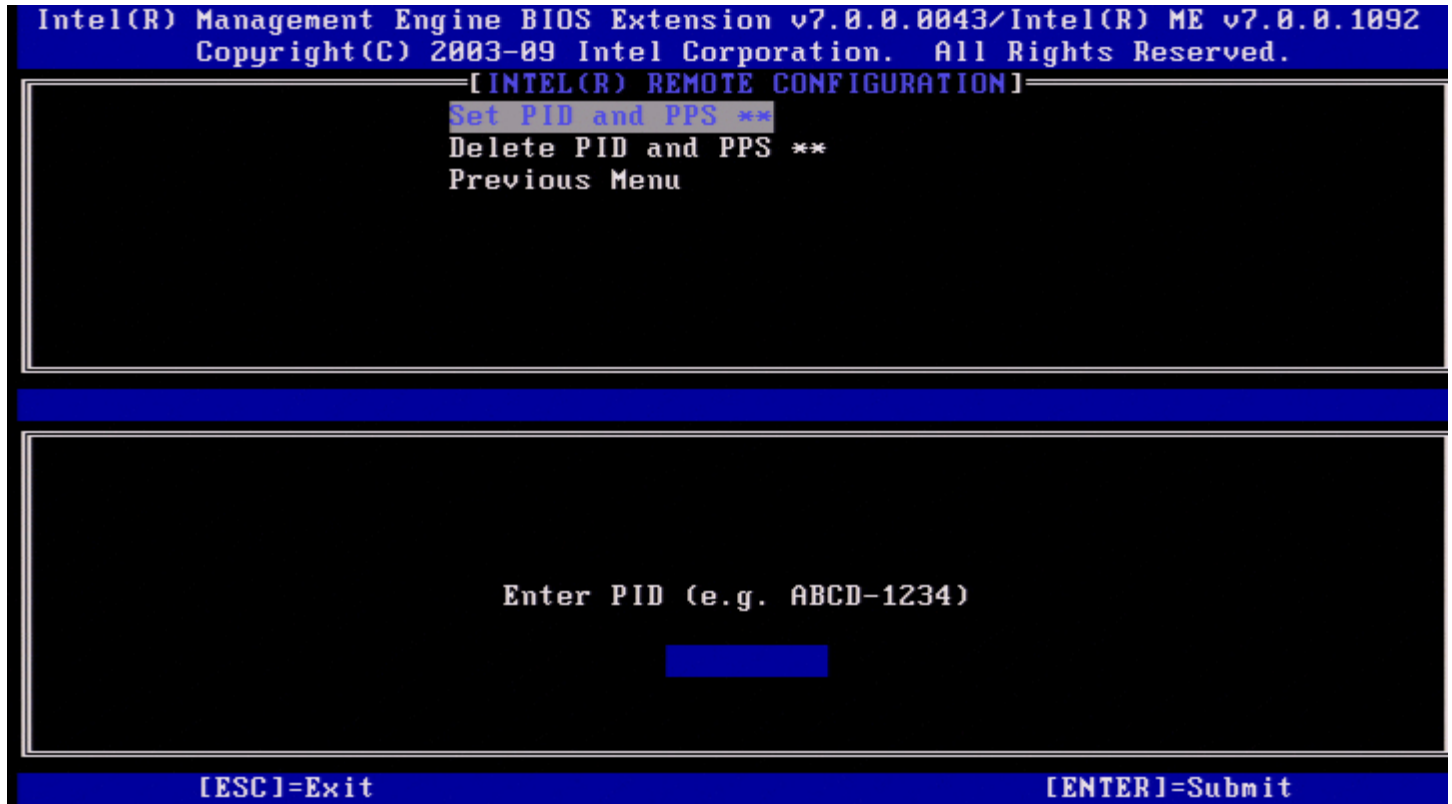 Intel(R) Management Engine BIOS Extension v7.0.0.0043/Intel(R) ME v7.0.0.1092
Copyright(C) 2003-09 Intel Corporation. All Rights Reserved.
[INTEL(R) REMOTE CONFIGURATION]
Set PID and PPS **
Delete PID and PPS **
Previous Menu
Enter PID (e.g. ABCD-1234)
[ESC]=Exit [ENTER]=Submit